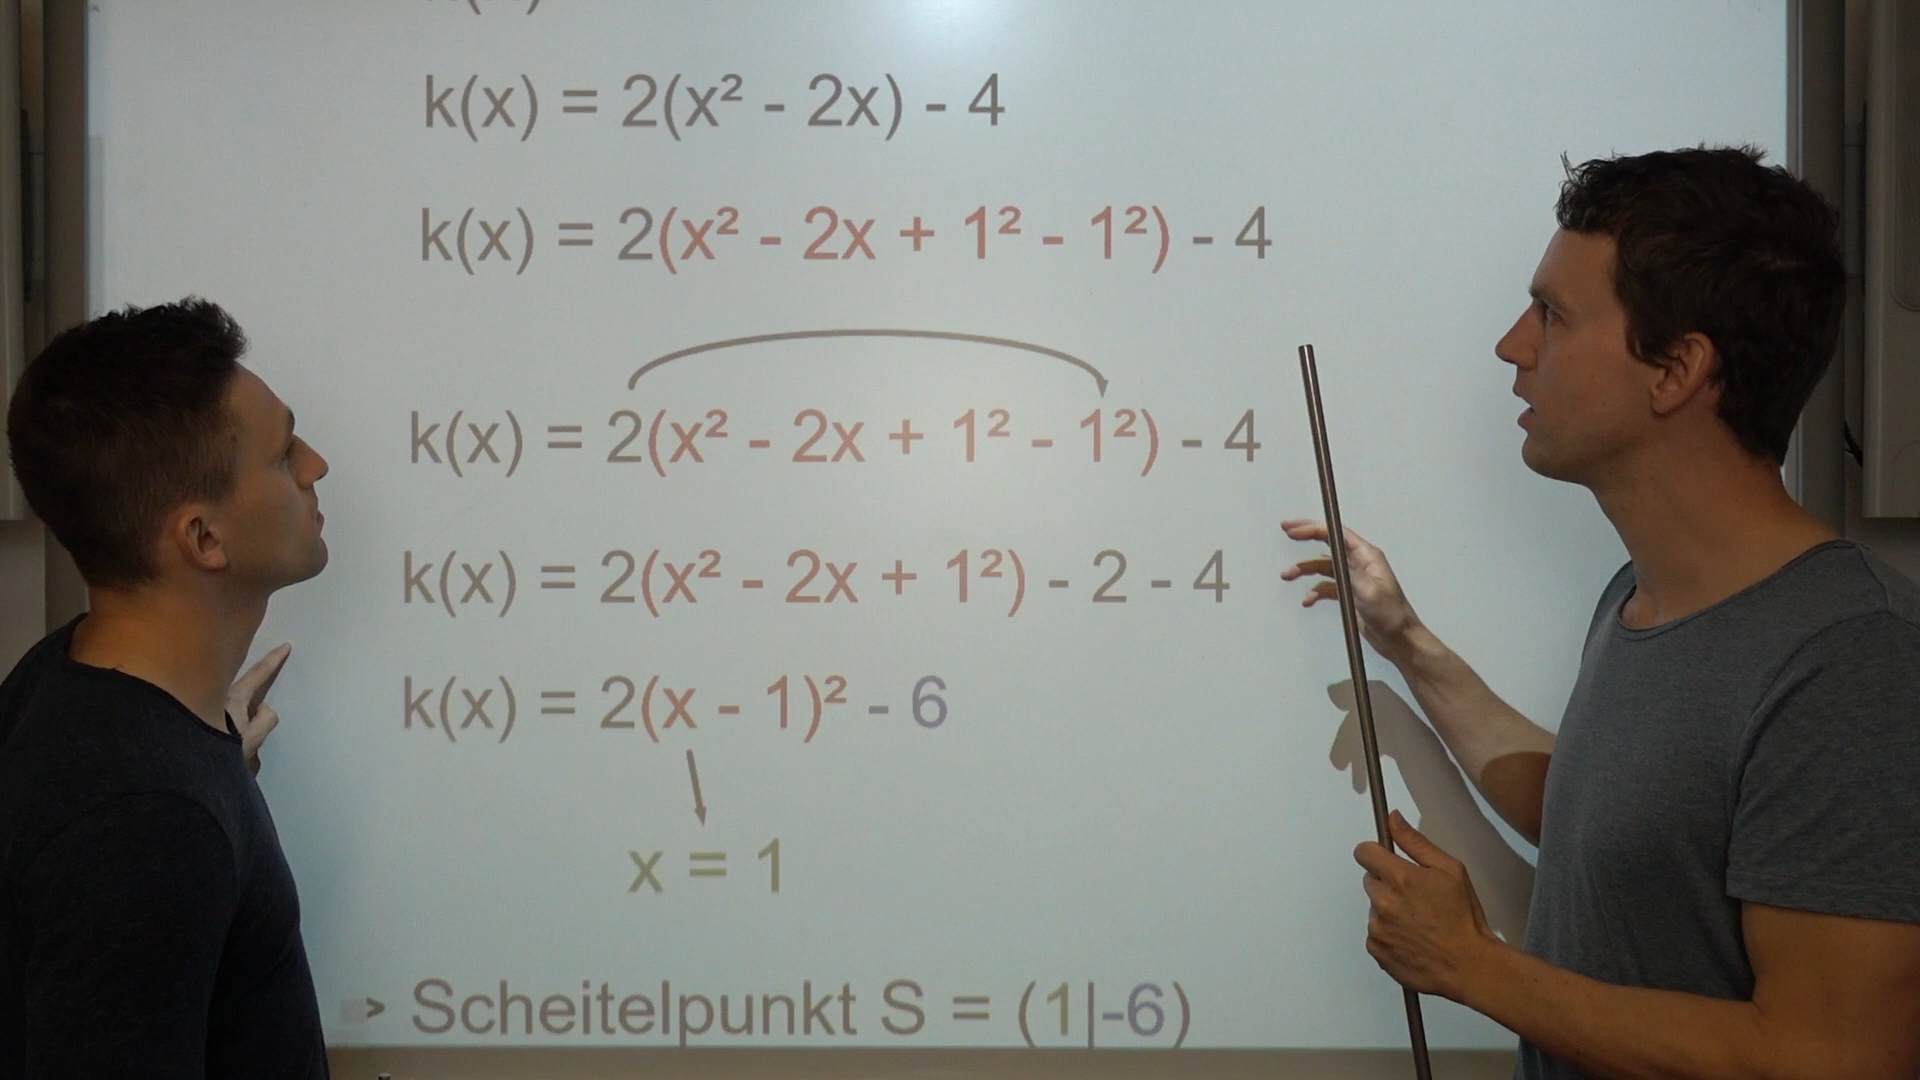 k(x) = 2(x² - 2x) - 4
k(x) = 2(x² - 2x + 1² - 1²) - 4
k(x) = 2(x² - 2x + 1² - 1²) - 4
k(x) = 2(x² - 2x + 1²) - 2 - 4
k(x) = 2(x - 1)² - 6
x = 1
> Scheitelpunkt S = (1|-6)